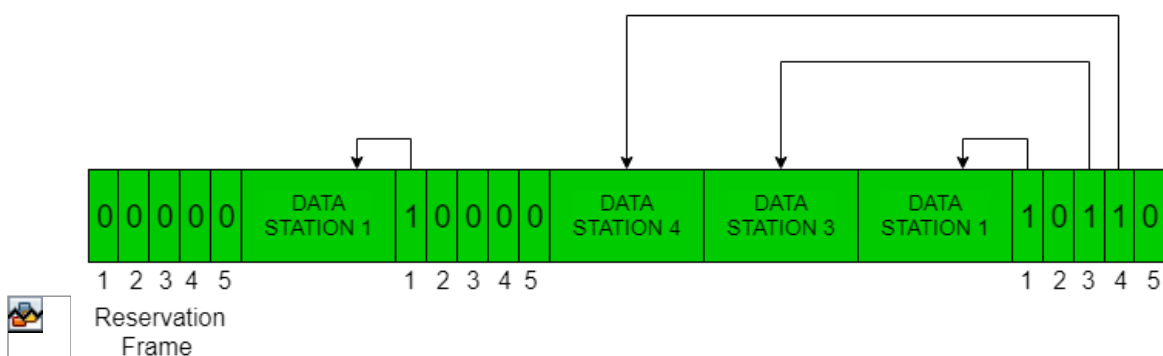 0 0 0 0 0 DATA STATION 1 1 0 0 0 0 DATA STATION 4 DATA STATION 3 DATA STATION 1 1 0 1 1 0
1 2 3 4 5 1 2 3 4 5 1 2 3 4 5
Reservation
Frame